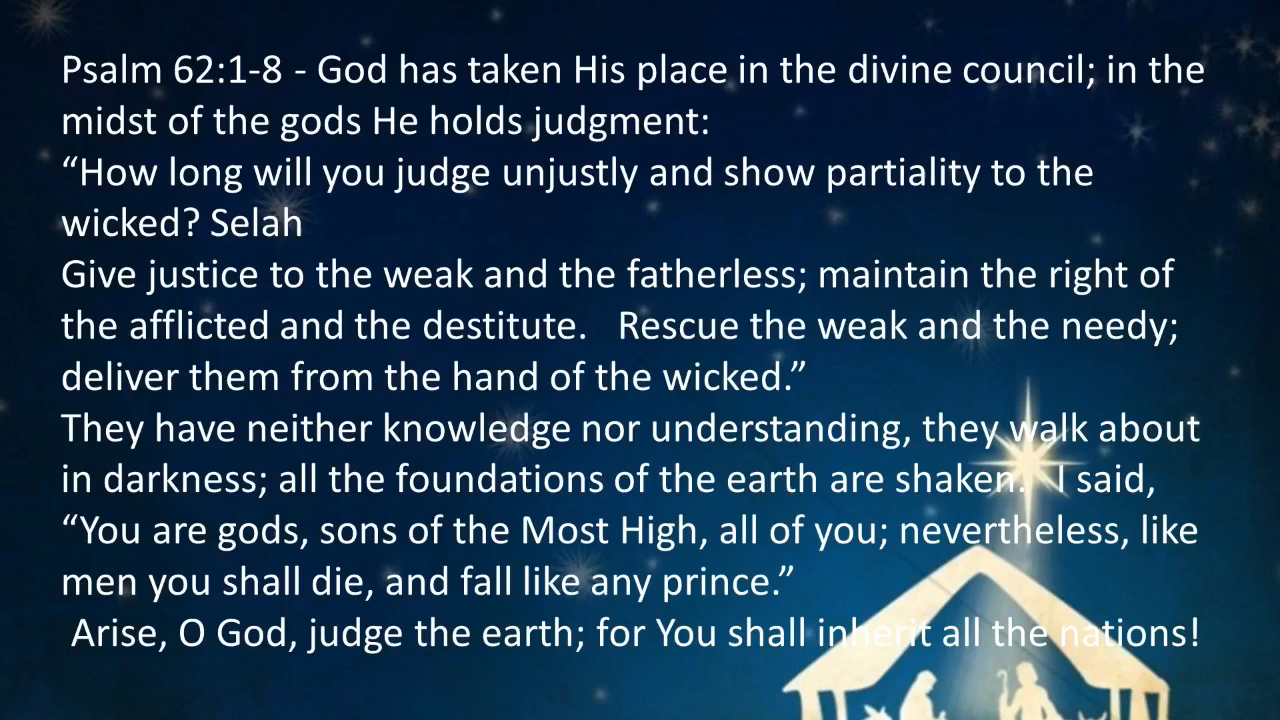 Psalm 62:1-8 - God has taken His place in the divine council; in the
midst of the gods He holds judgment:
“How long will you judge unjustly and show partiality to the
wicked? Selah
Give justice to the weak and the fatherless; maintain the right of
the afflicted and the destitute.   Rescue the weak and the needy;
deliver them from the hand of the wicked.”
They have neither knowledge nor understanding, they walk about
in darkness; all the foundations of the earth are shaken.   I said,
“You are gods, sons of the Most High, all of you; nevertheless, like
men you shall die, and fall like any prince.”
Arise, O God, judge the earth; for You shall inherit all the nations!